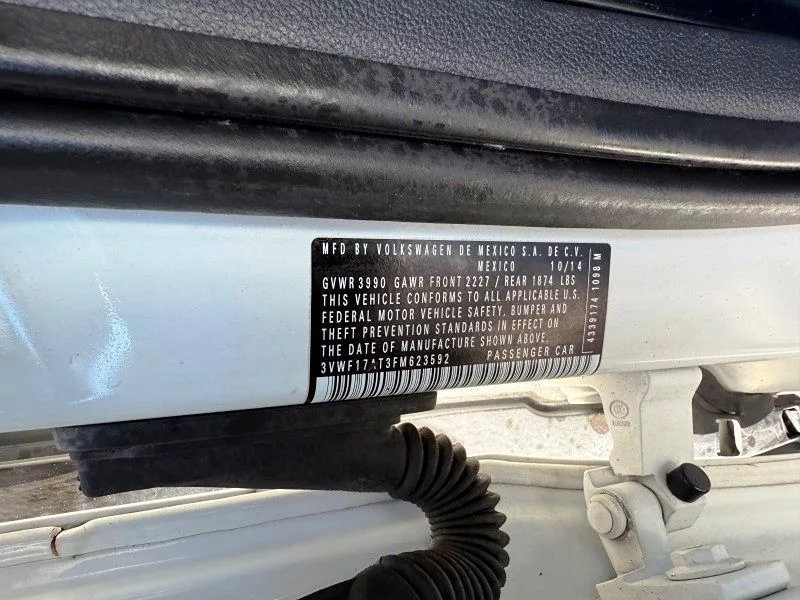 MFD BY VOLKSWAGEN DE MEXICO S.A. DE C.V.
MEXICO 10/14
GVWR 3990 GAWR FRONT 2227 / REAR 1874 LBS
THIS VEHICLE CONFORMS TO ALL APPLICABLE U.S.
FEDERAL MOTOR VEHICLE SAFETY, BUMPER AND
THEFT PREVENTION STANDARDS IN EFFECT ON
THE DATE OF MANUFACTURE SHOWN ABOVE.
PASSENGER CAR
4339174 1098 M